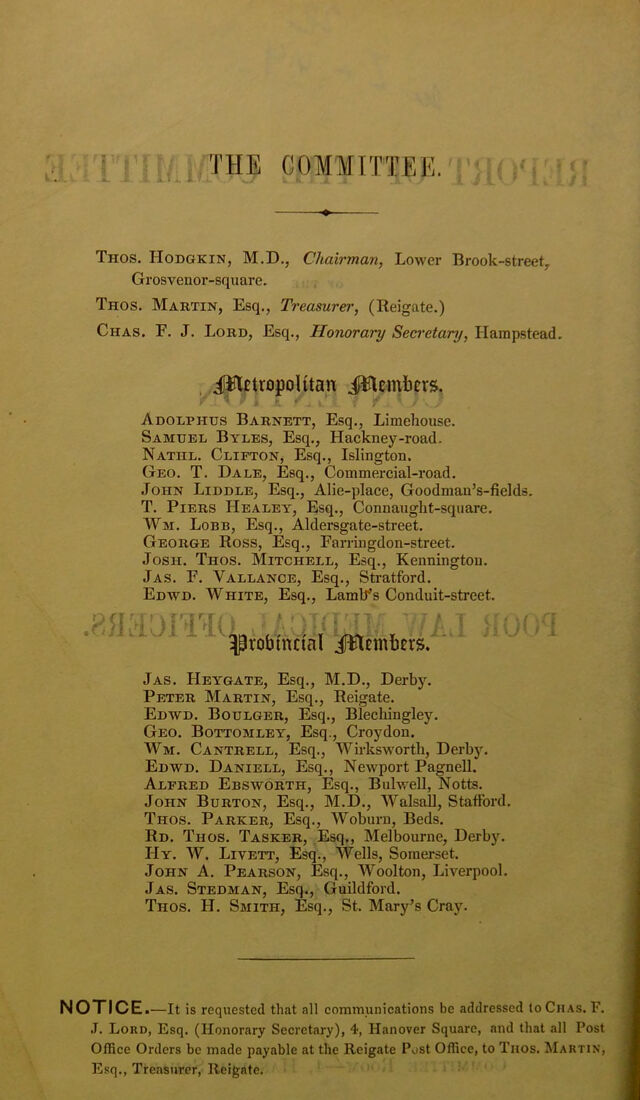 THE COMMITTEE.
THOS. HODGKIN, M.D., Chairman, Lower Brook-street,
Grosvenor-square.
THOS. MARTIN, Esq., Treasurer, (Reigate.)
CHAS. F. J. LORD, Esq., Honorary Secretary, Hampstead.
Metropolitan Members.
ADOLPHUS BARNETT, Esq., Limehouse.
SAMUEL BYLES, Esq., Hackney-road.
NATHL. CLIFTON, Esq., Islington.
GEO. T. DALE, Esq., Commercial-road.
JOHN LIDDLE, Esq., Alie-place, Goodman's-fields.
T. PIERS HEALEY, Esq., Connaught-square.
WM. LOBB, Esq., Aldersgate-street.
GEORGE ROSS, Esq., Farringdon-street.
JOSH. THOS. MITCHELL, Esq., Kennington.
JAS. F. VALLANCE, Esq., Stratford.
EDWD. WHITE, Esq., Lamb's Conduit-street.
Provincial Members.
JAS. HEYGATE, Esq., M.D., Derby.
PETER MARTIN, Esq., Reigate.
EDWD. BOULGER, Esq., Blechingley.
GEO. BOTTOMLEY, Esq., Croydon.
WM. CANTRELL, Esq., Wirksworth, Derby.
EDWD. DANIELL, Esq., Newport Pagnell.
ALFRED EBSWORTH, Esq., Bulwell, Notts.
JOHN BURTON, Esq., M.D., Walsall, Stafford.
THOS. PARKER, Esq., Woburn, Beds.
RD. THOS. TASKER, Esq., Melbourne, Derby.
HY. W. LIVETT, Esq., Wells, Somerset.
JOHN A. PEARSON, Esq., Woolton, Liverpool.
JAS. STEDMAN, Esq., Guildford.
THOS. H. SMITH, Esq., St. Mary's Cray.
NOTICE.—It is requested that all communications be addressed to CHAS. F.
J. LORD, Esq. (Honorary Secretary), 4, Hanover Square, and that all Post
Office Orders be made payable at the Reigate Post Office, to THOS. MARTIN,
Esq., Treasurer, Reigate.